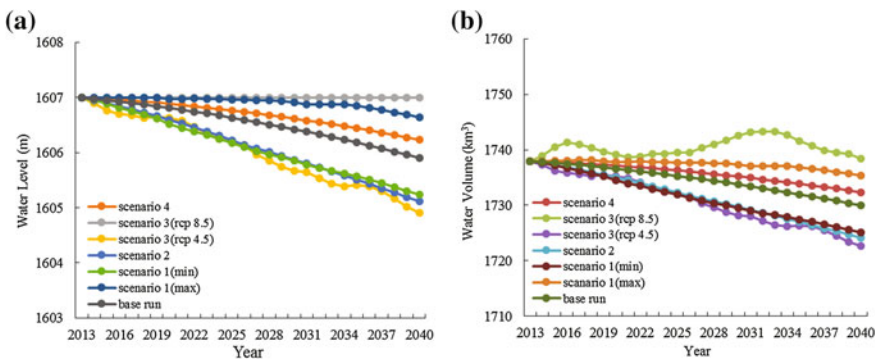 (a)
1608
1607
1606
1605
1604
1603
Water Level (m)
scenario 4
scenario 3(rcp 8.5)
scenario 3(rcp 4.5)
scenario 2
scenario 1(min)
scenario 1(max)
base run
2013 2016 2019 2022 2025 2028 2031 2034 2037 2040
Year
(b)
1760
1750
1740
1730
1720
1710
Water Volume (km³)
scenario 4
scenario 3(rcp 8.5)
scenario 3(rcp 4.5)
scenario 2
scenario 1(min)
scanario 1(max)
base run
2013 2016 2019 2022 2025 2028 2031 2034 2037 2040
Year